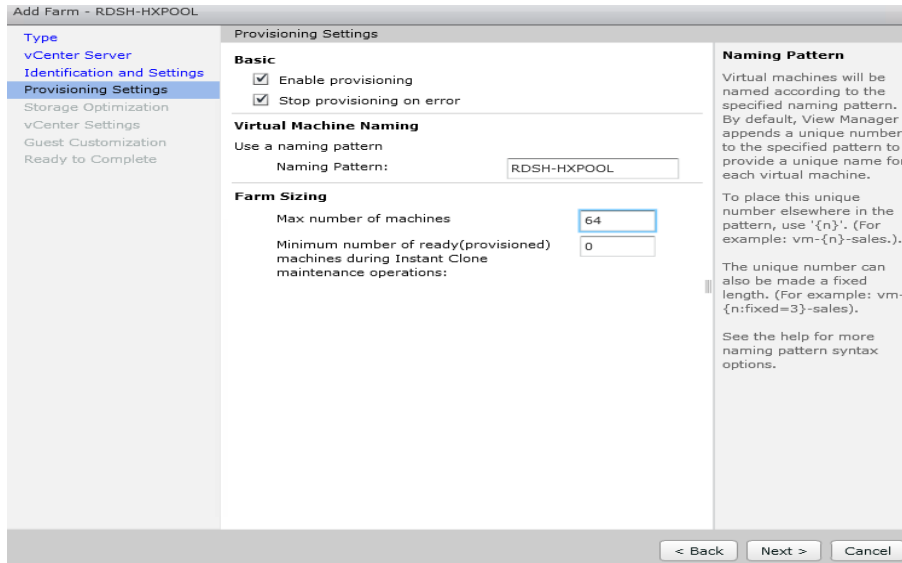 Add Farm - RDSH-HXPOOL
Type
vCenter Server
Identification and Settings
Provisioning Settings
Storage Optimization
vCenter Settings
Guest Customization
Ready to Complete
Provisioning Settings
Basic
Enable provisioning
Stop provisioning on error
Virtual Machine Naming
Use a naming pattern
Naming Pattern: RDSH-HXPOOL
Farm Sizing
Max number of machines 64
Minimum number of ready(provisioned) 0
machines during Instant Clone
maintenance operations:
Naming Pattern
Virtual machines will be
named according to the
specified naming pattern.
By default, View Manager
appends a unique number
to the specified pattern to
provide a unique name for
each virtual machine.
To place this unique
number elsewhere in the
pattern, use '{n}'. (For
example: vm-{n}-sales.).
The unique number can
also be made a fixed
length. (For example: vm-
{n:fixed=3}-sales).
See the help for more
naming pattern syntax
options.
< Back Next > Cancel